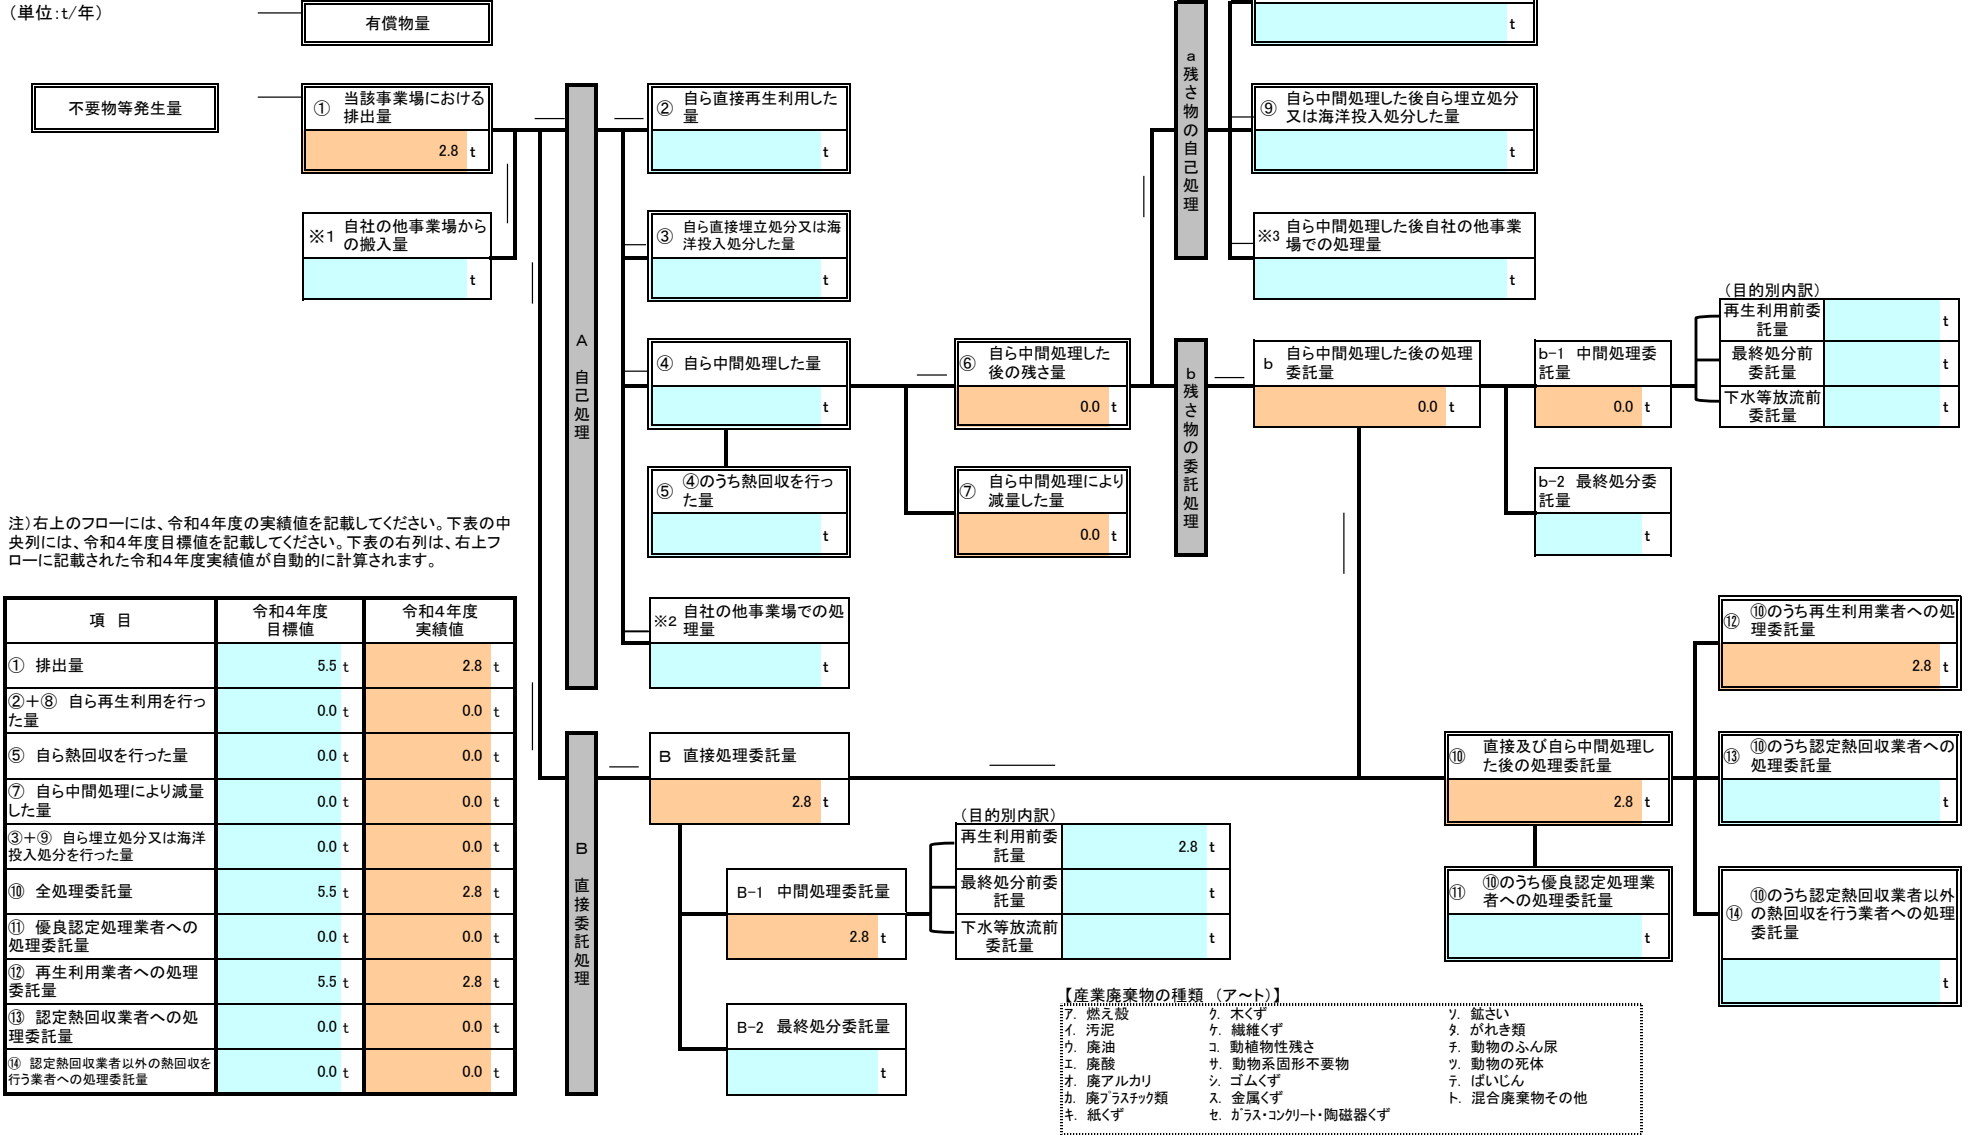 (単位:t/年)
有償物量
t
不要物等発生量
① 当該事業場における
排出量
2.8 t
※1 自社の他事業場から
の搬入量
t
A 自己処理
② 自ら直接再生利用した
量
t
③ 自ら直接埋立処分又は海
洋投入処分した量
t
④ 自ら中間処理した量
t
⑤ ④のうち熱回収を行っ
た量
t
※2 自社の他事業場での処
理量
t
⑥ 自ら中間処理した
後の残さ量
0.0 t
⑦ 自ら中間処理により
減量した量
0.0 t
a 残さ物の自己処理
⑨ 自ら中間処理した後自ら埋立処分
又は海洋投入処分した量
t
※3 自ら中間処理した後自社の他事業
場での処理量
t
b 残さ物の委託処理
b 自ら中間処理した後の処理
委託量
0.0 t
b-1 中間処理委
託量
0.0 t
b-2 最終処分委
託量
t
(目的別内訳)
再生利用前委
託量
t
最終処分前
委託量
t
下水等放流前
委託量
t
注)右上のフローには、令和4年度の実績値を記載してください。下表の中
央列には、令和4年度目標値を記載してください。下表の右列は、右上フ
ローに記載された令和4年度実績値が自動的に計算されます。
項 目
令和4年度
目標値
令和4年度
実績値
① 排出量 5.5 t 2.8 t
②+⑧ 自ら再生利用を行っ
た量
0.0 t 0.0 t
⑤ 自ら熱回収を行った量 0.0 t 0.0 t
⑦ 自ら中間処理により減量
した量
0.0 t 0.0 t
③+⑨ 自ら埋立処分又は海洋
投入処分を行った量
0.0 t 0.0 t
⑩ 全処理委託量 5.5 t 2.8 t
⑪ 優良認定処理業者への
処理委託量
0.0 t 0.0 t
⑫ 再生利用業者への処理
委託量
5.5 t 2.8 t
⑬ 認定熱回収業者への処
理委託量
0.0 t 0.0 t
⑭ 認定熱回収業者以外の熱回収を
行う業者への処理委託量
0.0 t 0.0 t
B 直接委託処理
B 直接処理委託量
2.8 t
B-1 中間処理委託量
2.8 t
B-2 最終処分委託量
t
(目的別内訳)
再生利用前委
託量
2.8 t
最終処分前委
託量
t
下水等放流前
委託量
t
⑩ 直接及び自ら中間処理し
た後の処理委託量
2.8 t
⑪ ⑩のうち優良認定処理業
者への処理委託量
t
⑫ ⑩のうち再生利用業者への処
理委託量
2.8 t
⑬ ⑩のうち認定熱回収業者への
処理委託量
t
⑭ ⑩のうち認定熱回収業者以外
の熱回収を行う業者への処理
委託量
t
【産業廃棄物の種類 (ア~ト)】
ア. 燃え殻
イ. 汚泥
ウ. 廃油
エ. 廃酸
オ. 廃アルカリ
カ. 廃プラスチック類
キ. 紙くず
ク. 木くず
ケ. 繊維くず
コ. 動植物性残さ
サ. 動物系固形不要物
シ. ゴムくず
ス. 金属くず
セ. ガラス・コンクリート・陶磁器くず
ソ. 鉱さい
タ. がれき類
チ. 動物のふん尿
ツ. 動物の死体
テ. ばいじん
ト. 混合廃棄物その他